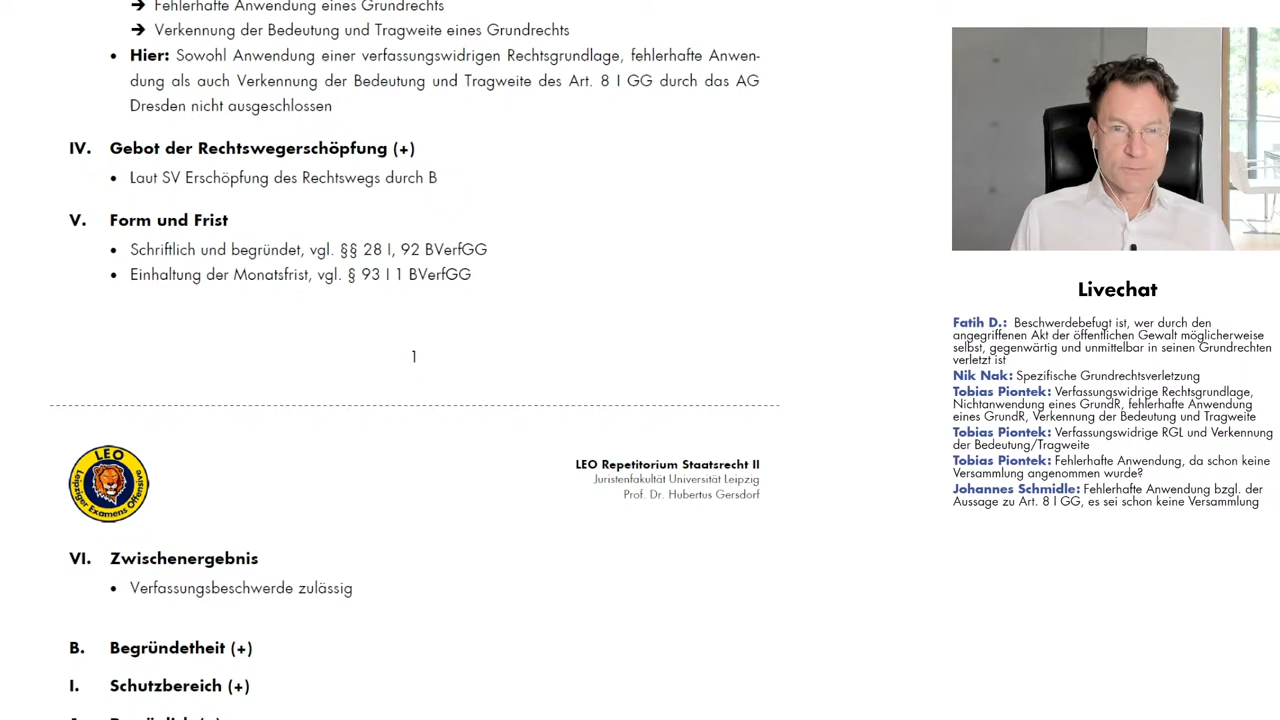 ➔ Fehlerhafte Anwendung eines Grundrechts
➔ Verkennung der Bedeutung und Tragweite eines Grundrechts
• Hier: Sowohl Anwendung einer verfassungswidrigen Rechtsgrundlage, fehlerhafte Anwen-
dung als auch Verkennung der Bedeutung und Tragweite des Art. 8 I GG durch das AG
Dresden nicht ausgeschlossen
IV. Gebot der Rechtswegerschöpfung (+)
• Laut SV Erschöpfung des Rechtswegs durch B
V. Form und Frist
• Schriftlich und begründet, vgl. §§ 28 I, 92 BVerfGG
• Einhaltung der Monatsfrist, vgl. § 93 I 1 BVerfGG
1
LEO
Leipziger Examens Offensive
LEO Repetitorium Staatsrecht II
Juristenfakultät Universität Leipzig
Prof. Dr. Hubertus Gersdorf
VI. Zwischenergebnis
• Verfassungsbeschwerde zulässig
B. Begründetheit (+)
I. Schutzbereich (+)
Livechat
Fatih D.: Beschwerdebefugt ist, wer durch den
angegriffenen Akt der öffentlichen Gewalt möglicherweise
selbst, gegenwärtig und unmittelbar in seinen Grundrechten
verletzt ist
Nik Nak: Spezifische Grundrechtsverletzung
Tobias Piontek: Verfassungswidrige Rechtsgrundlage,
Nichtanwendung eines GrundR, fehlerhafte Anwendung
eines GrundR, Verkennung der Bedeutung und Tragweite
Tobias Piontek: Verfassungswidrige RGL und Verkennung
der Bedeutung/Tragweite
Tobias Piontek: Fehlerhafte Anwendung, da schon keine
Versammlung angenommen wurde?
Johannes Schmidle: Fehlerhafte Anwendung bzgl. der
Aussage zu Art. 8 I GG, es sei schon keine Versammlung